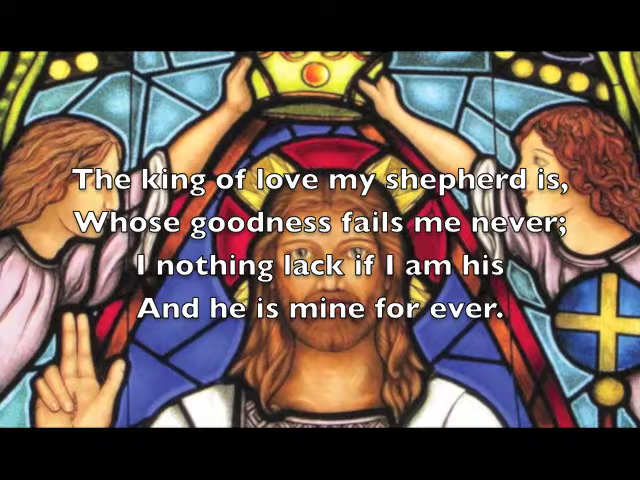 The king of love my shepherd is,
Whose goodness fails me never;
I nothing lack if I am his
And he is mine for ever.